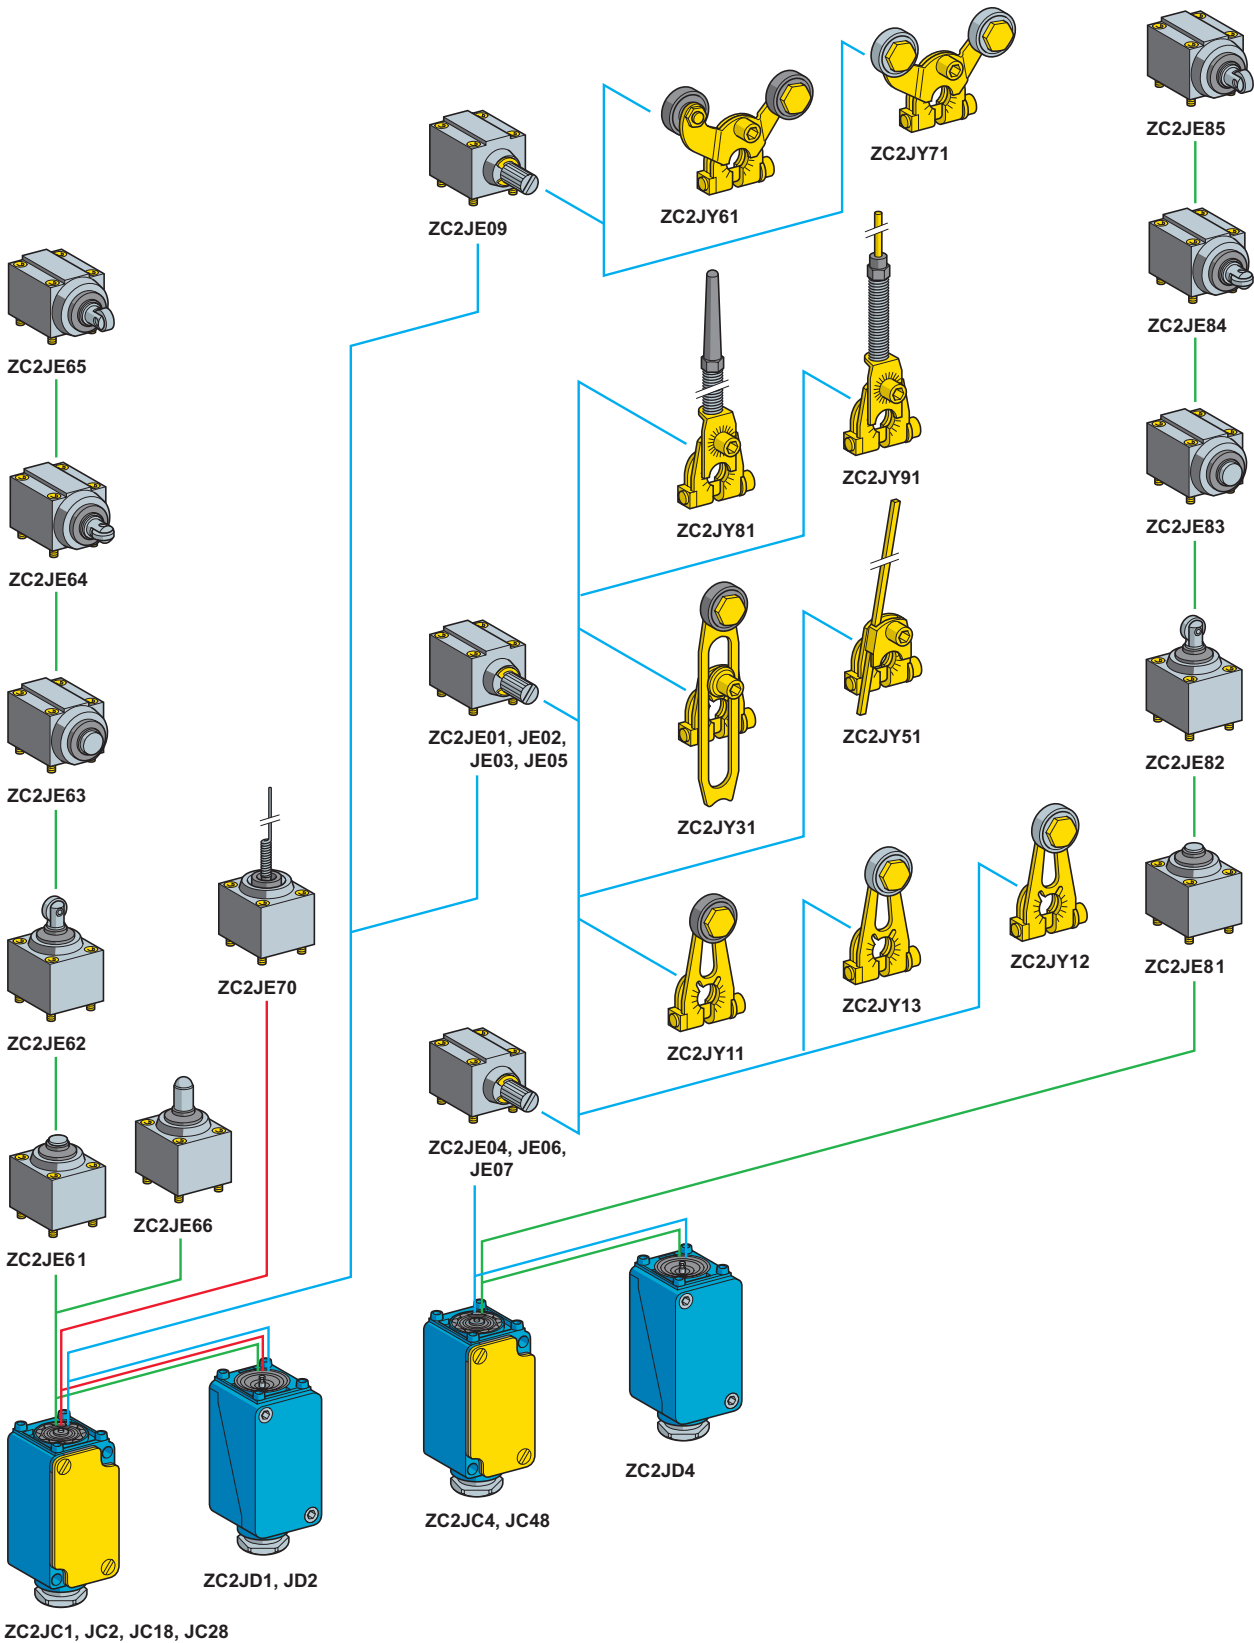 ZC2JE85
ZC2JY71
ZC2JY61
ZC2JE09
ZC2JE84
ZC2JE65
ZC2JY91
ZC2JE83
ZC2JY81
ZC2JE64
ZC2JE01, JE02,
JE03, JE05
ZC2JY51
ZC2JE82
ZC2JE63
ZC2JY31
ZC2JY12
ZC2JE81
ZC2JE70
ZC2JY13
ZC2JE62
ZC2JY11
ZC2JE04, JE06,
JE07
ZC2JE66
ZC2JE61
ZC2JD4
ZC2JC4, JC48
ZC2JD1, JD2
ZC2JC1, JC2, JC18, JC28